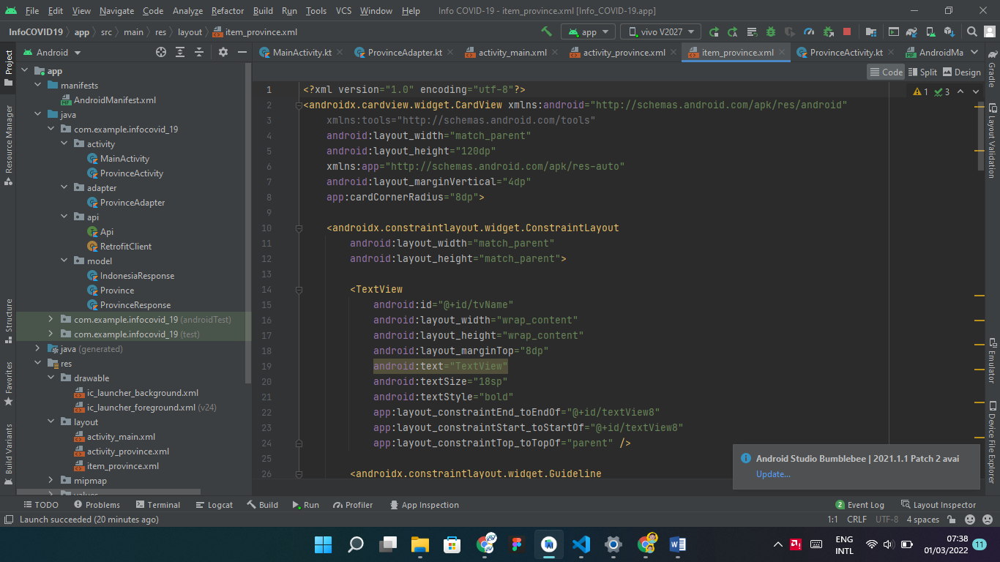 File Edit View Navigate Code Analyze Refactor Build Run Tools VCS Window Help Info COVID-19 - item_province.xml [Info_COVID-19.app]
InfoCOVID19 app src main res layout item_province.xml app vivo V2027
Android
MainActivity.kt ProvinceAdapter.kt activity_main.xml activity_province.xml item_province.xml ProvinceActivity.kt AndroidMa
Code Split Design
1 3
Project
Resource Manager
Structure
Favorites
Build Variants
app
manifests
AndroidManifest.xml
java
com.example.infocovid_19
activity
MainActivity
ProvinceActivity
adapter
ProvinceAdapter
api
Api
RetrofitClient
model
IndonesiaResponse
Province
ProvinceResponse
com.example.infocovid_19 (androidTest)
com.example.infocovid_19 (test)
java (generated)
res
drawable
ic_launcher_background.xml
ic_launcher_foreground.xml (v24)
layout
activity_main.xml
activity_province.xml
item_province.xml
mipmap
values
1 <?xml version="1.0" encoding="utf-8"?>
2 <androidx.cardview.widget.CardView xmlns:android="http://schemas.android.com/apk/res/android"
3 xmlns:tools="http://schemas.android.com/tools"
4 android:layout_width="match_parent"
5 android:layout_height="120dp"
6 xmlns:app="http://schemas.android.com/apk/res-auto"
7 android:layout_marginVertical="4dp"
8 app:cardCornerRadius="8dp">
9
10 <androidx.constraintlayout.widget.ConstraintLayout
11 android:layout_width="match_parent"
12 android:layout_height="match_parent">
13
14 <TextView
15 android:id="@+id/tvName"
16 android:layout_width="wrap_content"
17 android:layout_height="wrap_content"
18 android:layout_marginTop="8dp"
19 android:text="TextView"
20 android:textSize="18sp"
21 android:textStyle="bold"
22 app:layout_constraintEnd_toEndOf="@+id/textView8"
23 app:layout_constraintStart_toStartOf="@+id/textView8"
24 app:layout_constraintTop_toTopOf="parent" />
25
26 <androidx.constraintlayout.widget.Guideline
Gradle
Layout Validation
Emulator
Device File Explorer
Android Studio Bumblebee | 2021.1.1 Patch 2 avai
Update...
TODO Problems Terminal Logcat Build Run Profiler App Inspection 2 Event Log Layout Inspector
Launch succeeded (20 minutes ago) 1:1 CRLF UTF-8 4 spaces
ENG
INTL
07:38
01/03/2022
11